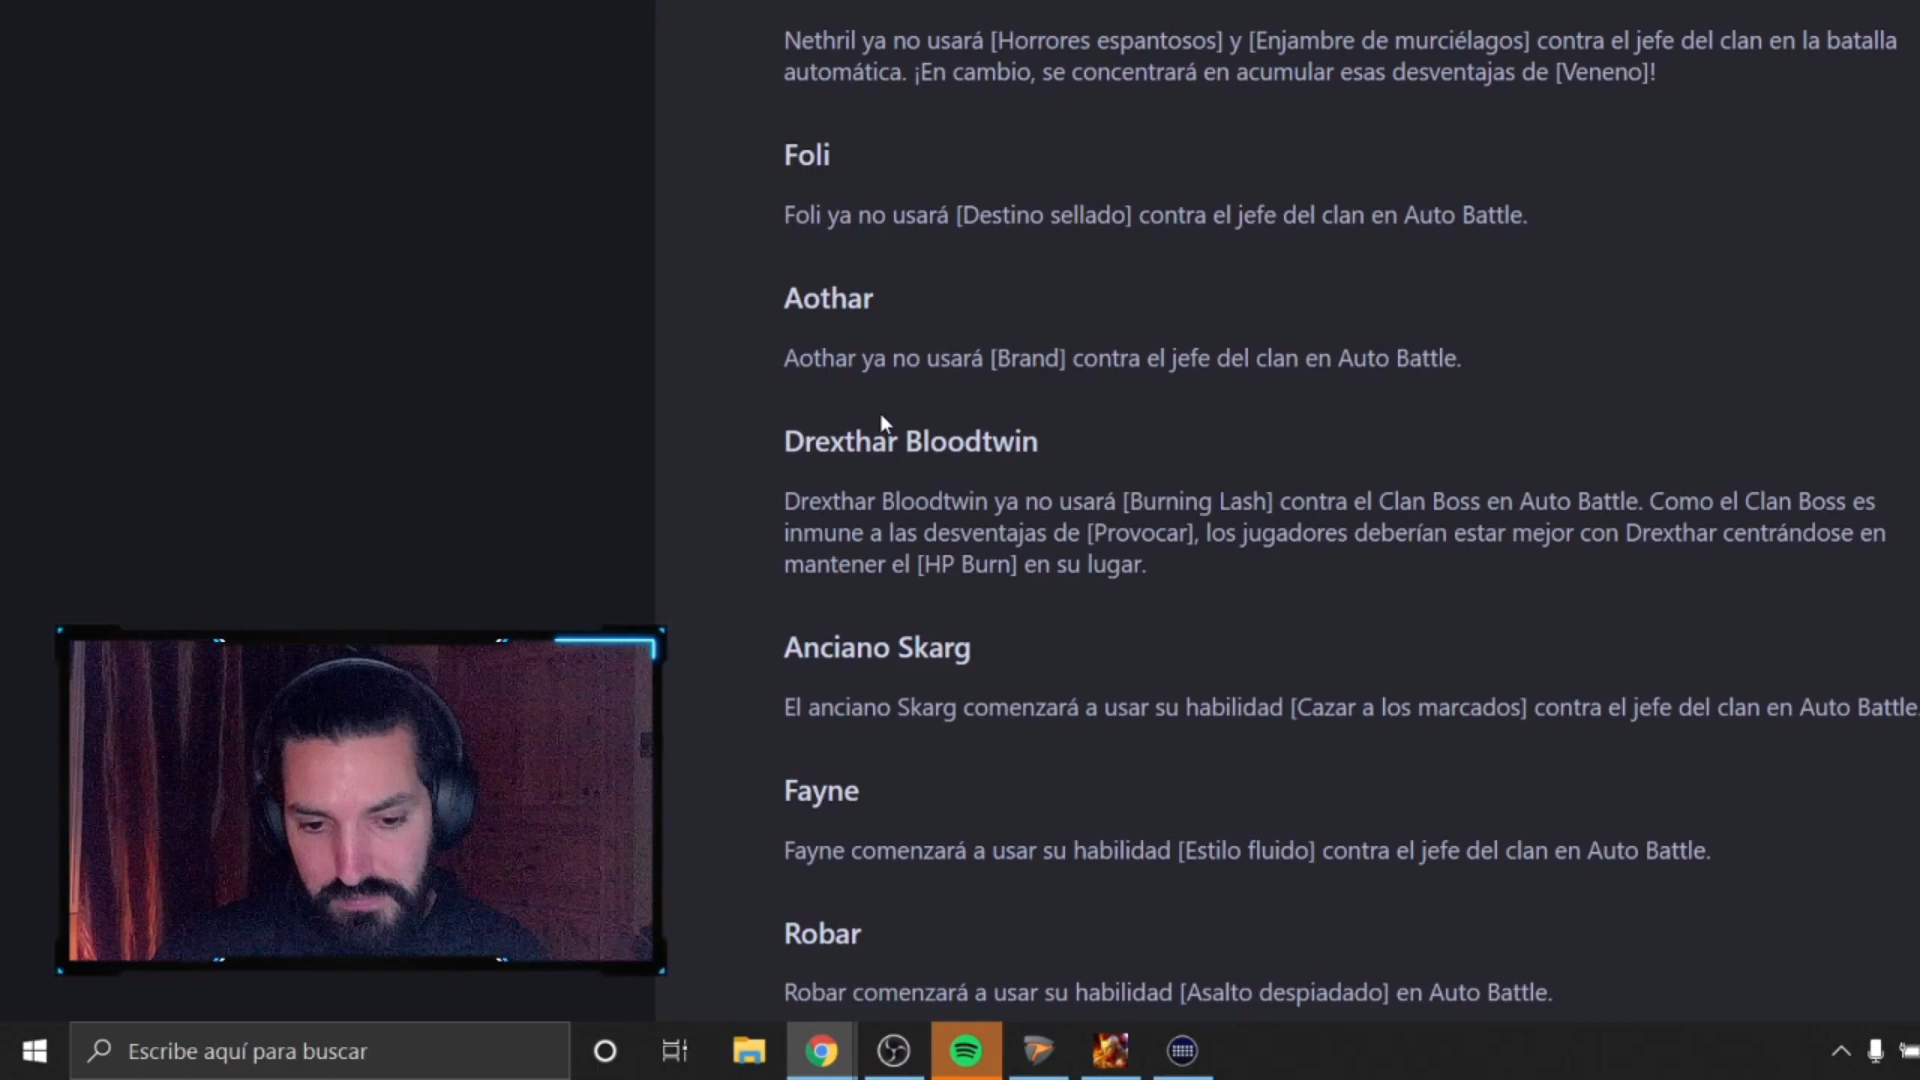 Nethril ya no usará [Horrores espantosos] y [Enjambre de murciélagos] contra el jefe del clan en la batalla
automática. ¡En cambio, se concentrará en acumular esas desventajas de [Veneno]!
Foli
Foli ya no usará [Destino sellado] contra el jefe del clan en Auto Battle.
Aothar
Aothar ya no usará [Brand] contra el jefe del clan en Auto Battle.
Drexthar Bloodtwin
Drexthar Bloodtwin ya no usará [Burning Lash] contra el Clan Boss en Auto Battle. Como el Clan Boss es
inmune a las desventajas de [Provocar], los jugadores deberían estar mejor con Drexthar centrándose en
mantener el [HP Burn] en su lugar.
Anciano Skarg
El anciano Skarg comenzará a usar su habilidad [Cazar a los marcados] contra el jefe del clan en Auto Battle.
Fayne
Fayne comenzará a usar su habilidad [Estilo fluido] contra el jefe del clan en Auto Battle.
Robar
Robar comenzará a usar su habilidad [Asalto despiadado] en Auto Battle.
Escribe aquí para buscar